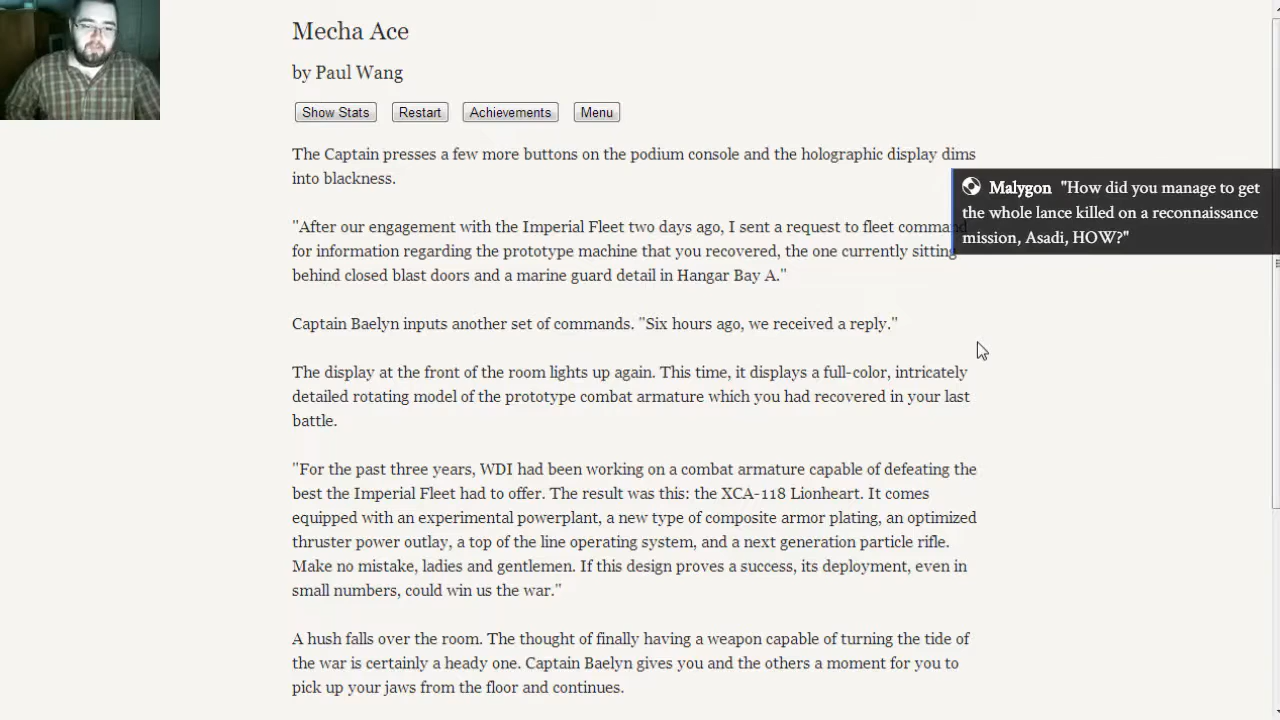 Mecha Ace
by Paul Wang
Show Stats Restart Achievements Menu
The Captain presses a few more buttons on the podium console and the holographic display dims
into blackness.
"After our engagement with the Imperial Fleet two days ago, I sent a request to fleet command
for information regarding the prototype machine that you recovered, the one currently sitting
behind closed blast doors and a marine guard detail in Hangar Bay A."
Malygon "How did you manage to get
the whole lance killed on a reconnaissance
mission, Asadi, HOW?"
Captain Baelyn inputs another set of commands. "Six hours ago, we received a reply."
The display at the front of the room lights up again. This time, it displays a full-color, intricately
detailed rotating model of the prototype combat armature which you had recovered in your last
battle.
"For the past three years, WDI had been working on a combat armature capable of defeating the
best the Imperial Fleet had to offer. The result was this: the XCA-118 Lionheart. It comes
equipped with an experimental powerplant, a new type of composite armor plating, an optimized
thruster power outlay, a top of the line operating system, and a next generation particle rifle.
Make no mistake, ladies and gentlemen. If this design proves a success, its deployment, even in
small numbers, could win us the war."
A hush falls over the room. The thought of finally having a weapon capable of turning the tide of
the war is certainly a heady one. Captain Baelyn gives you and the others a moment for you to
pick up your jaws from the floor and continues.